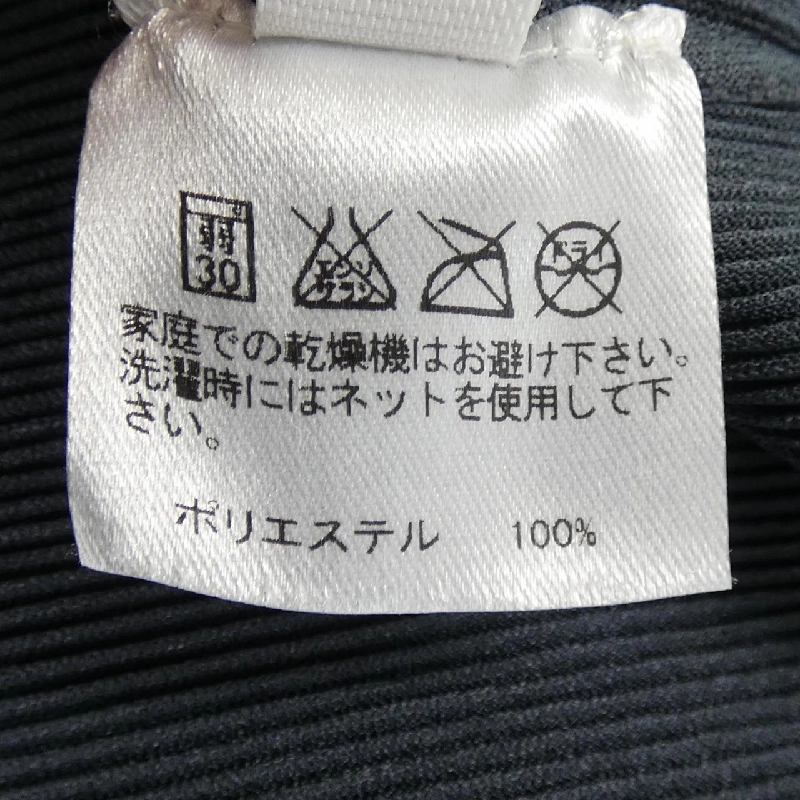 弱
30
エンソ
サラシ
ドライ
家庭での乾燥機はお避け下さい。
洗濯時にはネットを使用して下
さい。
ポリエステル 100%